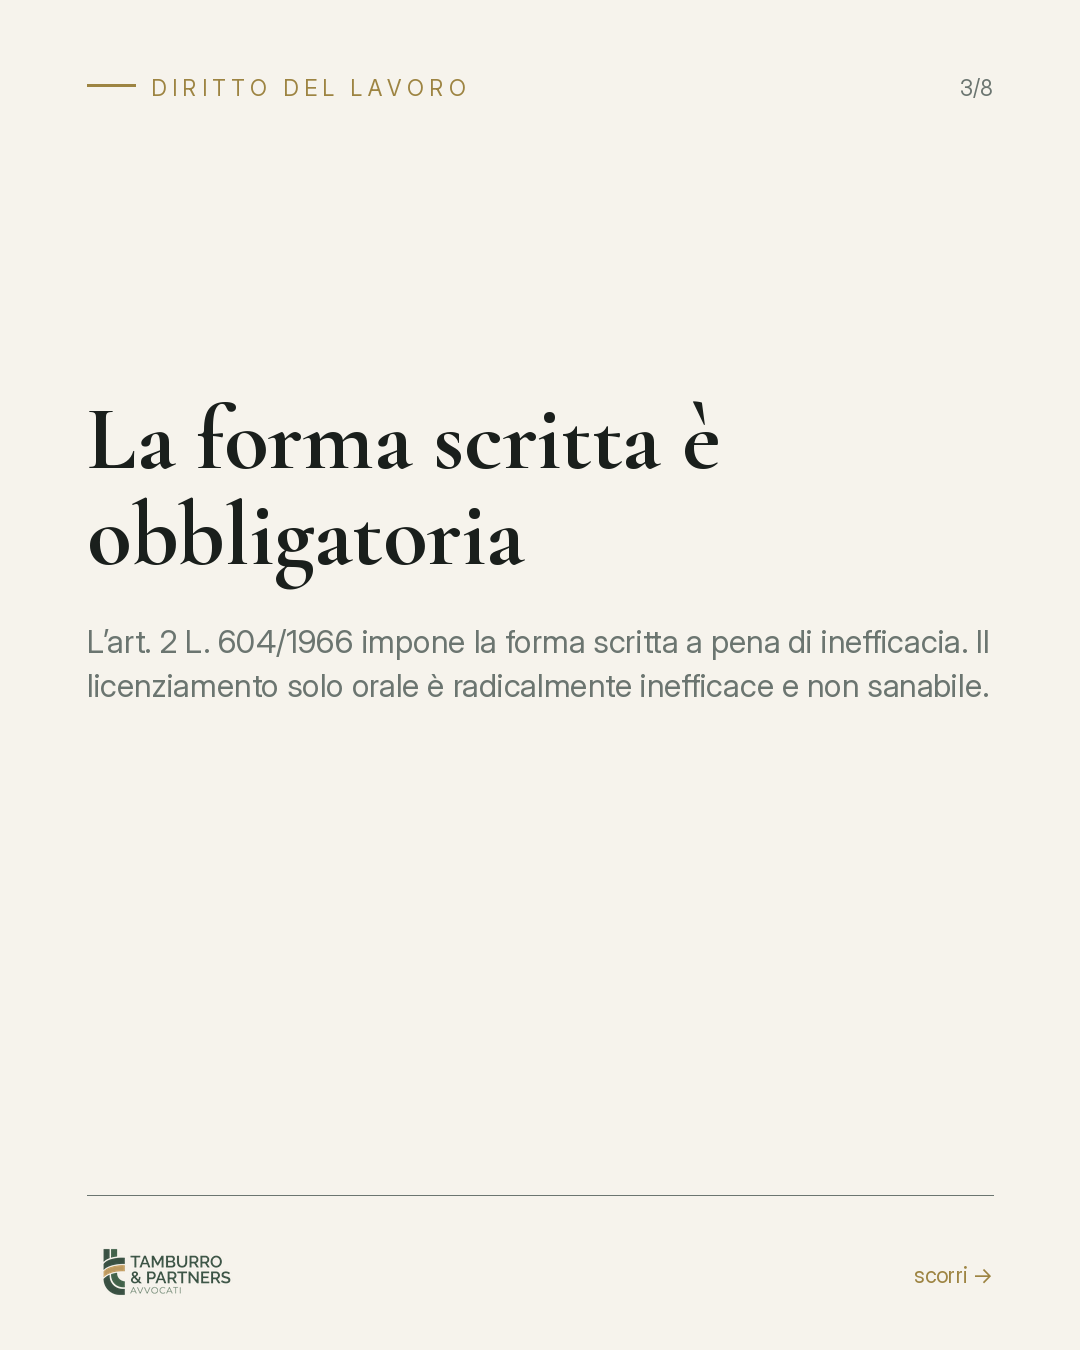 DIRITTO DEL LAVORO
3/8
La forma scritta è
obbligatoria
L’art. 2 L. 604/1966 impone la forma scritta a pena di inefficacia. Il
licenziamento solo orale è radicalmente inefficace e non sanabile.
TAMBURRO
& PARTNERS
AVVOCATI
scorri →